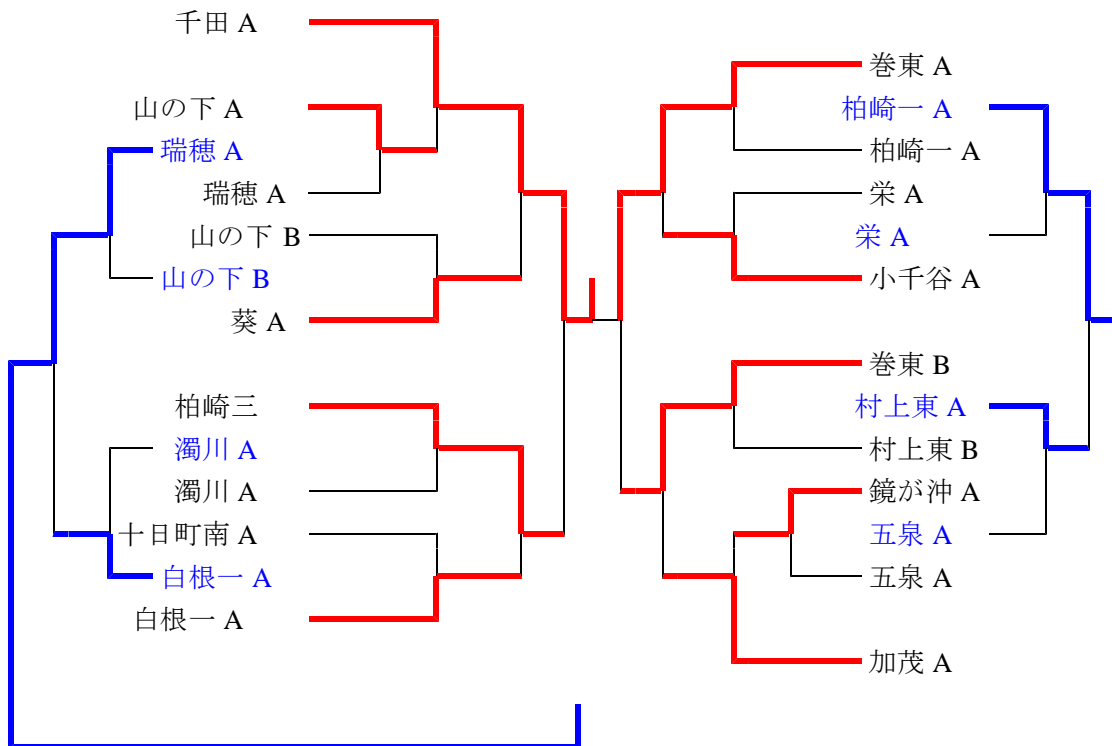 千田 A
山の下 A
瑞穂 A
瑞穂 A
山の下 B
山の下 B
葵 A
柏崎三
濁川 A
濁川 A
十日町南 A
白根一 A
白根一 A
巻東 A
柏崎一 A
柏崎一 A
栄 A
栄 A
小千谷 A
巻東 B
村上東 A
村上東 B
鏡が沖 A
五泉 A
五泉 A
加茂 A